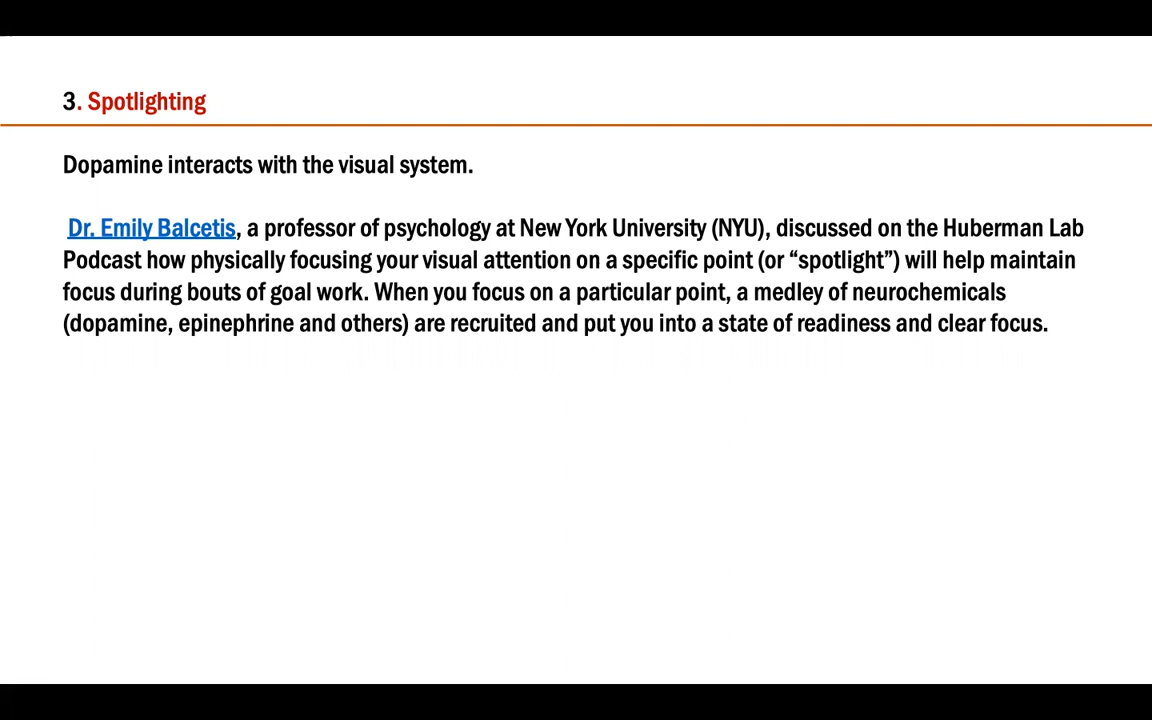 3. Spotlighting
Dopamine interacts with the visual system.
Dr. Emily Balcetis, a professor of psychology at New York University (NYU), discussed on the Huberman Lab
Podcast how physically focusing your visual attention on a specific point (or “spotlight”) will help maintain
focus during bouts of goal work. When you focus on a particular point, a medley of neurochemicals
(dopamine, epinephrine and others) are recruited and put you into a state of readiness and clear focus.